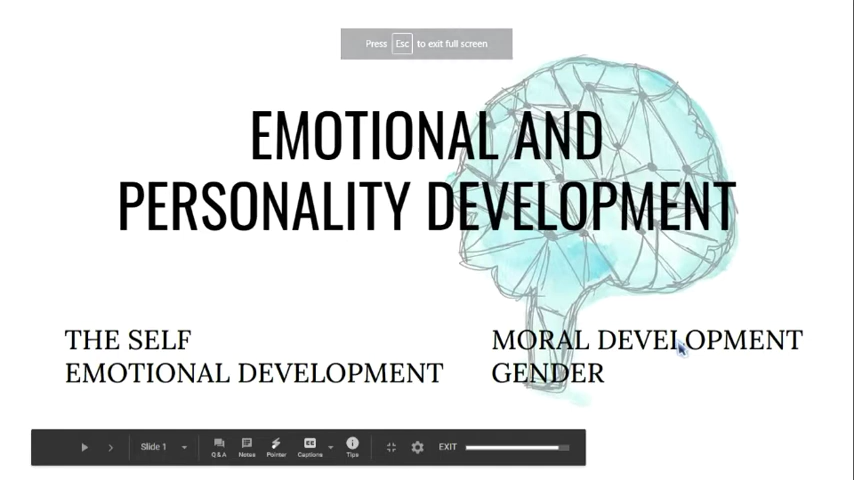 Press Esc to exit full screen
EMOTIONAL AND
PERSONALITY DEVELOPMENT
THE SELF
EMOTIONAL DEVELOPMENT
MORAL DEVELOPMENT
GENDER
Slide 1
Q&A
Notes
Pointer
Captions
Tips
EXIT